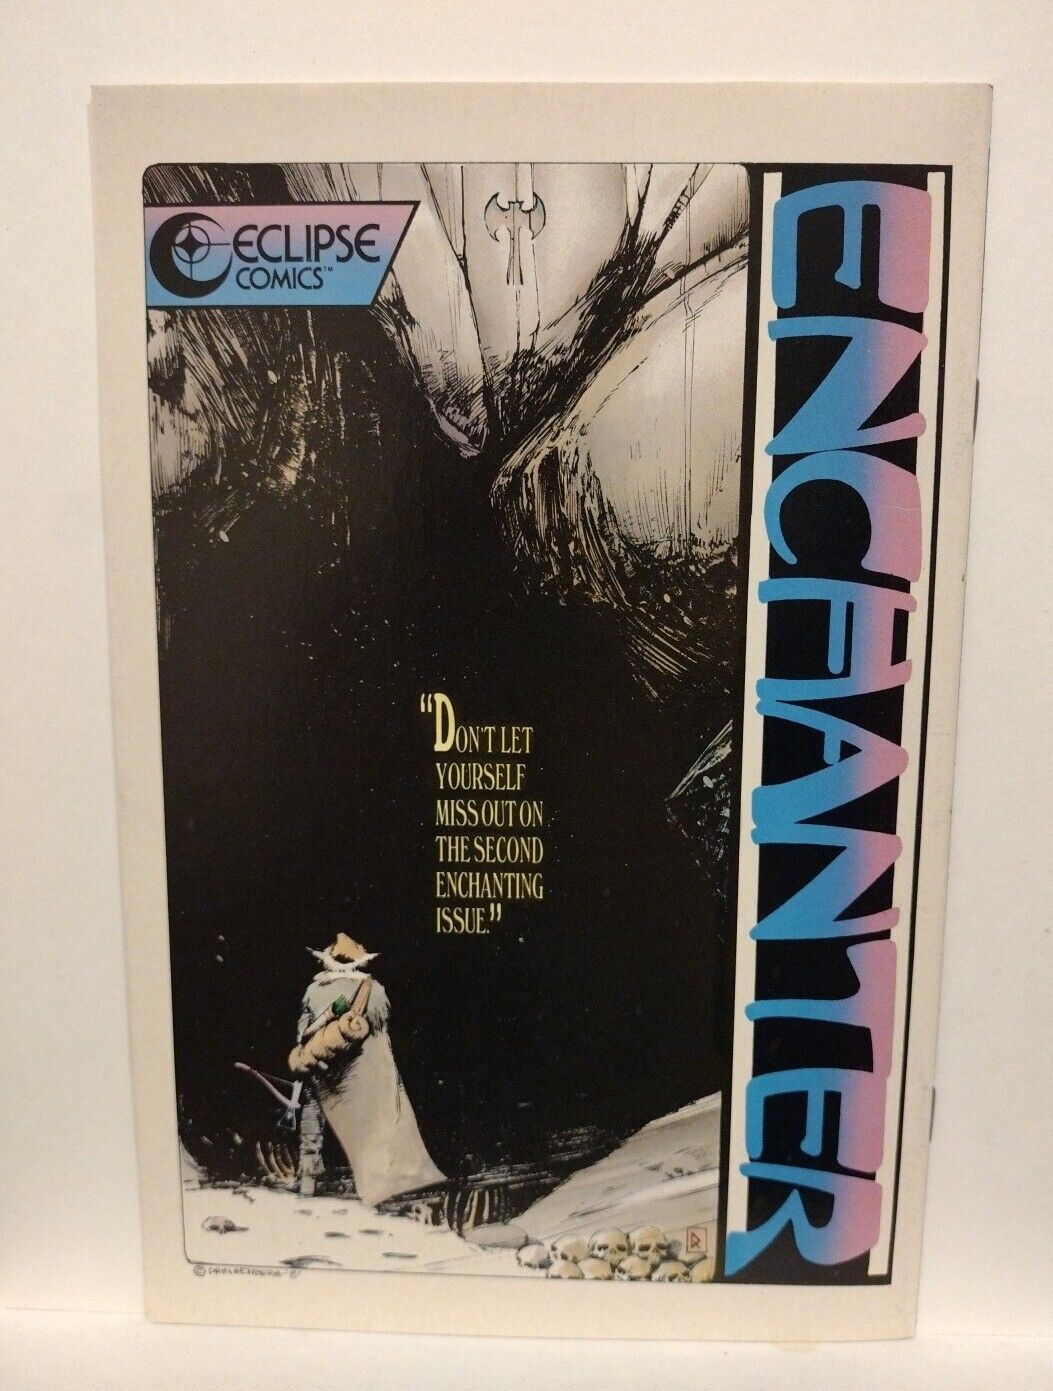 ECLIPSE
COMICS™
ENCHANTER
"DON'T LET
YOURSELF
MISS OUT ON
THE SECOND
ENCHANTING
ISSUE."